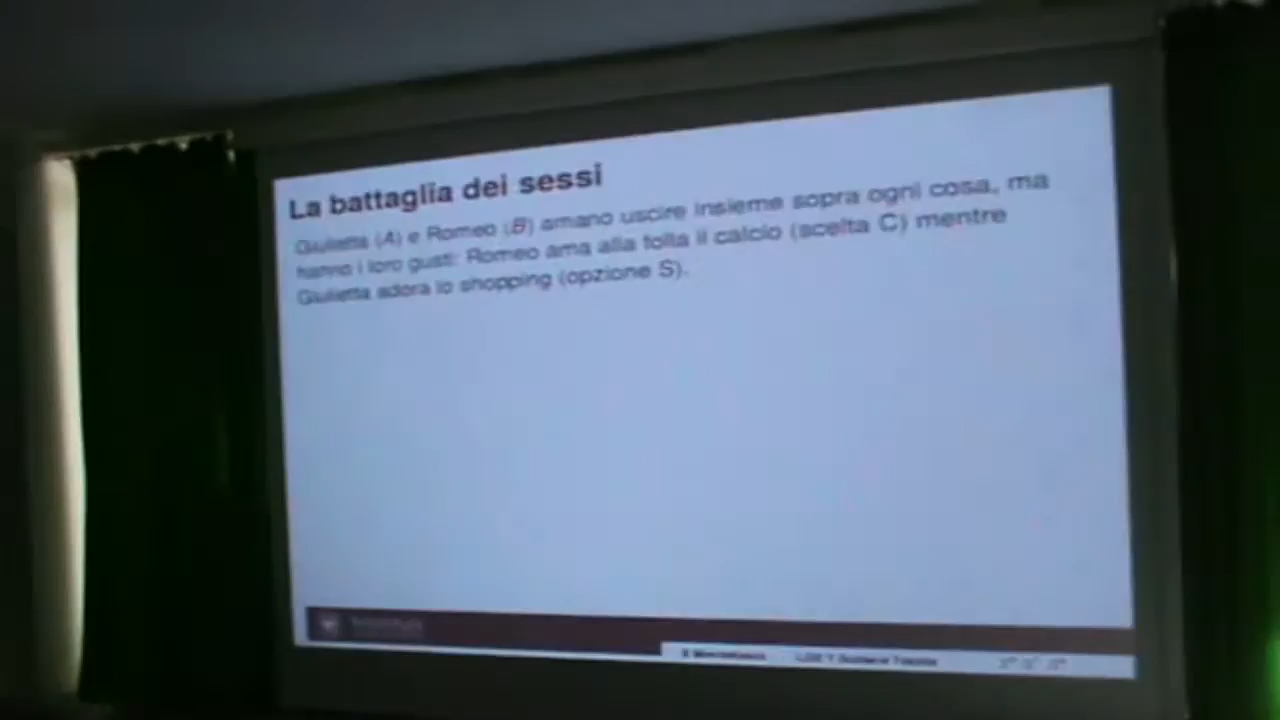 La battaglia dei sessi
Giulietta (A) e Romeo (B) amano uscire insieme sopra ogni cosa, ma
hanno i loro gusti: Romeo ama alla follia il calcio (scelta C) mentre
Giulietta adora lo shopping (opzione S).